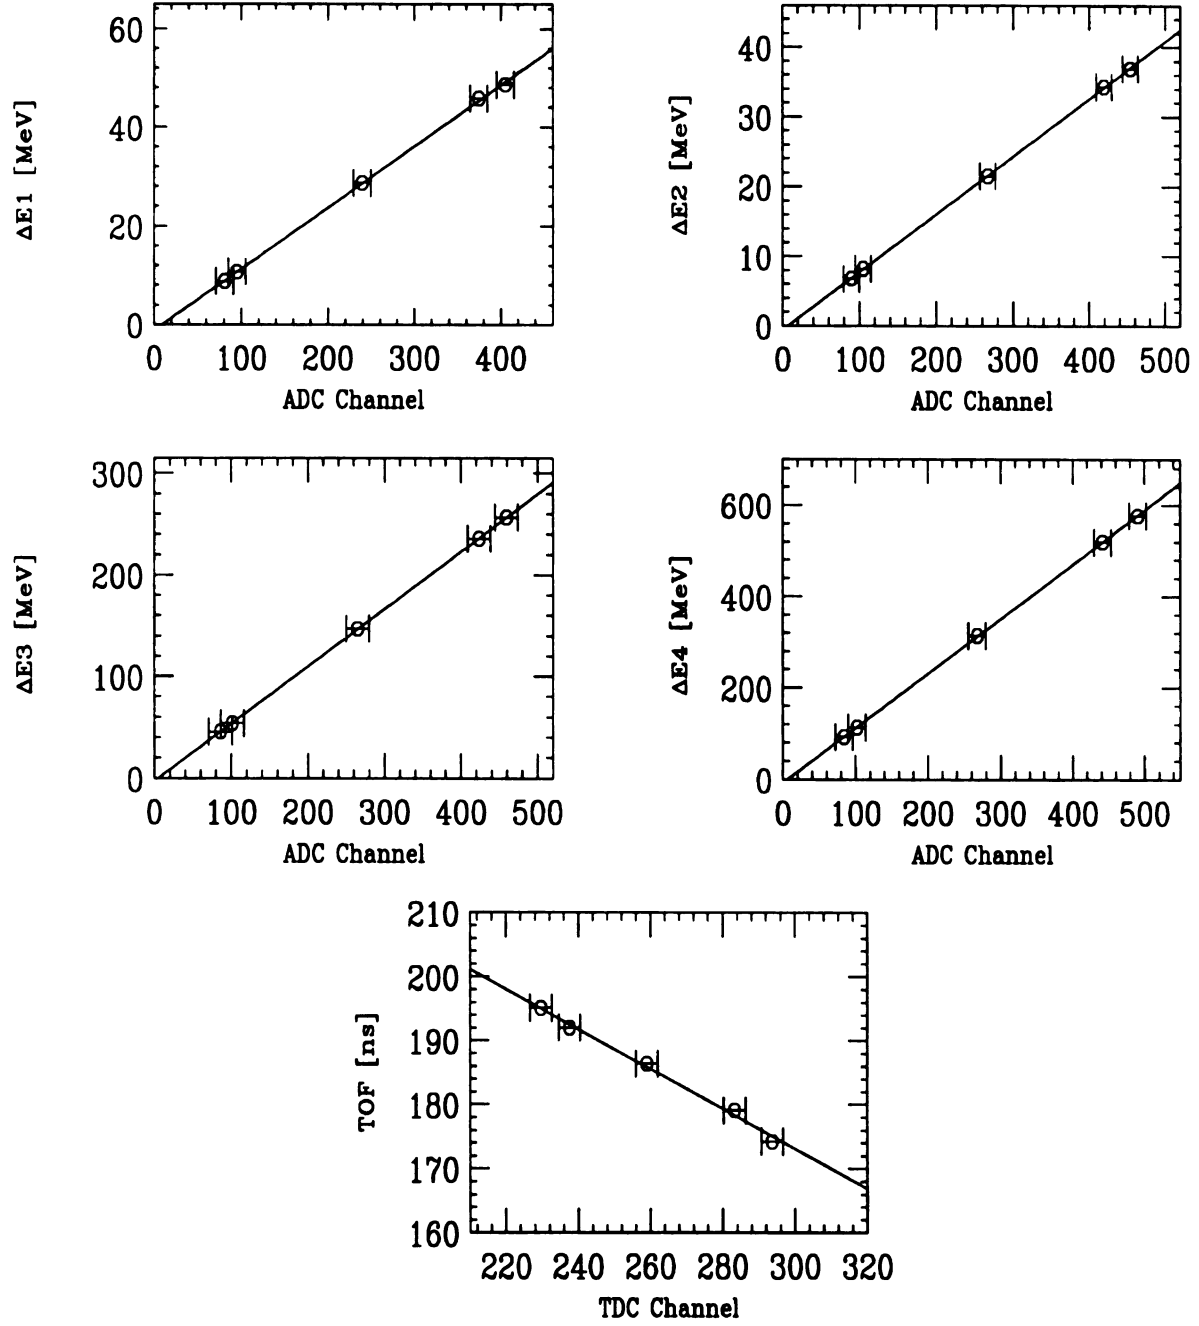 60
40
20
0
ΔE1 [MeV]
0 100 200 300 400
ADC Channel
40
30
20
10
0
ΔE2 [MeV]
0 100 200 300 400 500
ADC Channel
300
200
100
0
ΔE3 [MeV]
0 100 200 300 400 500
ADC Channel
600
400
200
0
ΔE4 [MeV]
0 100 200 300 400 500
ADC Channel
210
200
190
180
170
160
TOF [ns]
220 240 260 280 300 320
TDC Channel